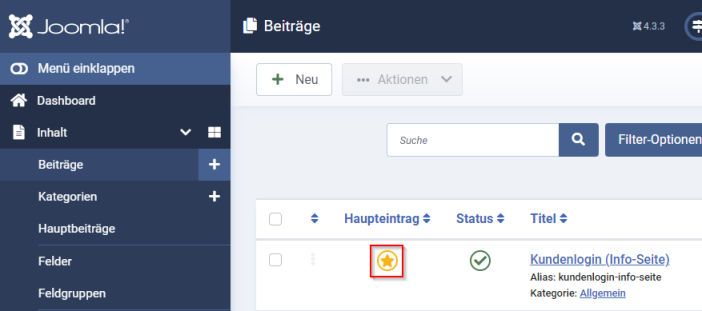 Joomla!®
Beiträge
4.3.3
Menü einklappen
Neu
Aktionen
Dashboard
Inhalt
Suche
Filter-Optionen
Beiträge
Kategorien
Haupteintrag
Status
Titel
Hauptbeiträge
Felder
Kundenlogin (Info-Seite)
Alias: kundenlogin-info-seite
Feldgruppen
Kategorie: Allgemein